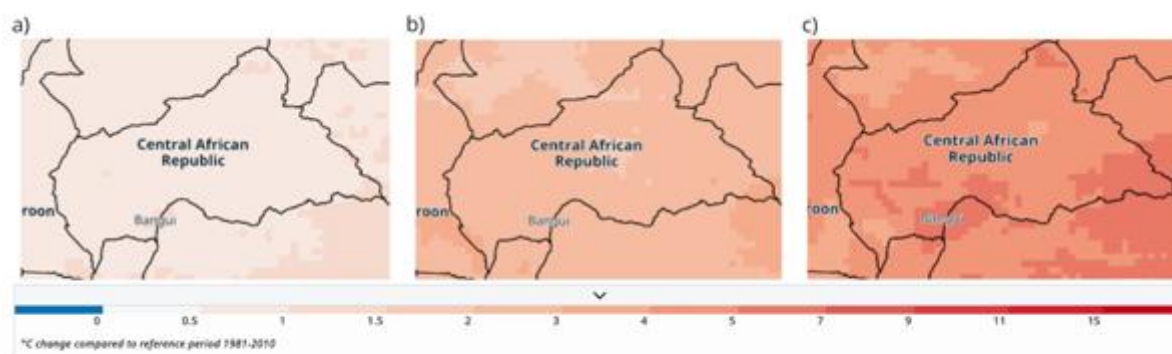 a)
b)
c)
Central African
Republic
Central African
Republic
Central African
Republic
roon
Bangui
roon
Bangui
roon
0 0.5 1 1.5 2 3 4 5 7 9 11 15
°C change compared to reference period 1981-2010